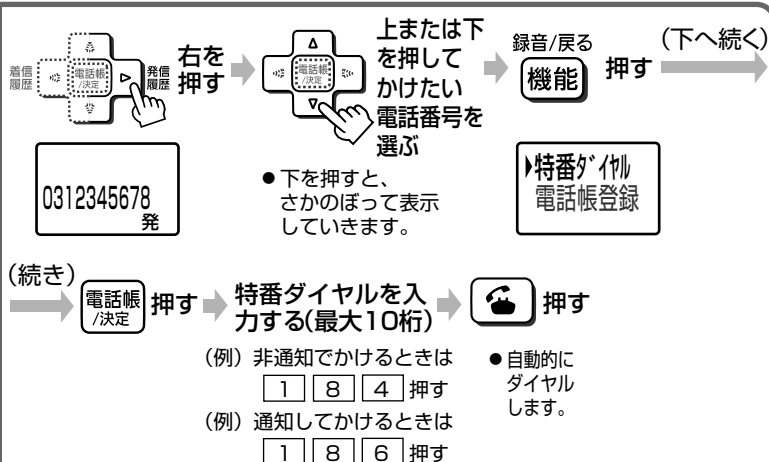 着信
履歴
電話帳
/決定
発信
履歴
右を
押す
電話帳
/決定
上または下
を押して
かけたい
電話番号を
選ぶ
録音/戻る
機能
押す
(下へ続く)
0312345678
発
●下を押すと、
さかのぼって表示
していきます。
特番ダイヤル
電話帳登録
(続き)
電話帳
/決定
押す
特番ダイヤルを入
力する(最大10桁)
押す
(例) 非通知でかけるときは
1 8 4 押す
(例) 通知してかけるときは
1 8 6 押す
●自動的に
ダイヤル
します。